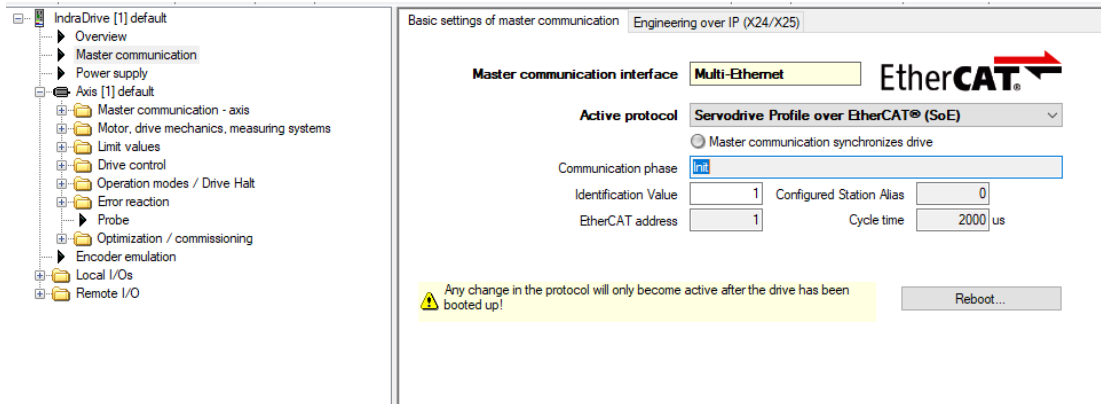 IndraDrive [1] default
Overview
Master communication
Power supply
Axis [1] default
Master communication - axis
Motor, drive mechanics, measuring systems
Limit values
Drive control
Operation modes / Drive Halt
Error reaction
Probe
Optimization / commissioning
Encoder emulation
Local I/Os
Remote I/O
Basic settings of master communication Engineering over IP (X24/X25)
Master communication interface Multi-Ethernet
EtherCAT®
Active protocol Servodrive Profile over EtherCAT® (SoE)
Master communication synchronizes drive
Communication phase Init
Identification Value 1 Configured Station Alias 0
EtherCAT address 1 Cycle time 2000 us
Any change in the protocol will only become active after the drive has been
booted up!
Reboot...